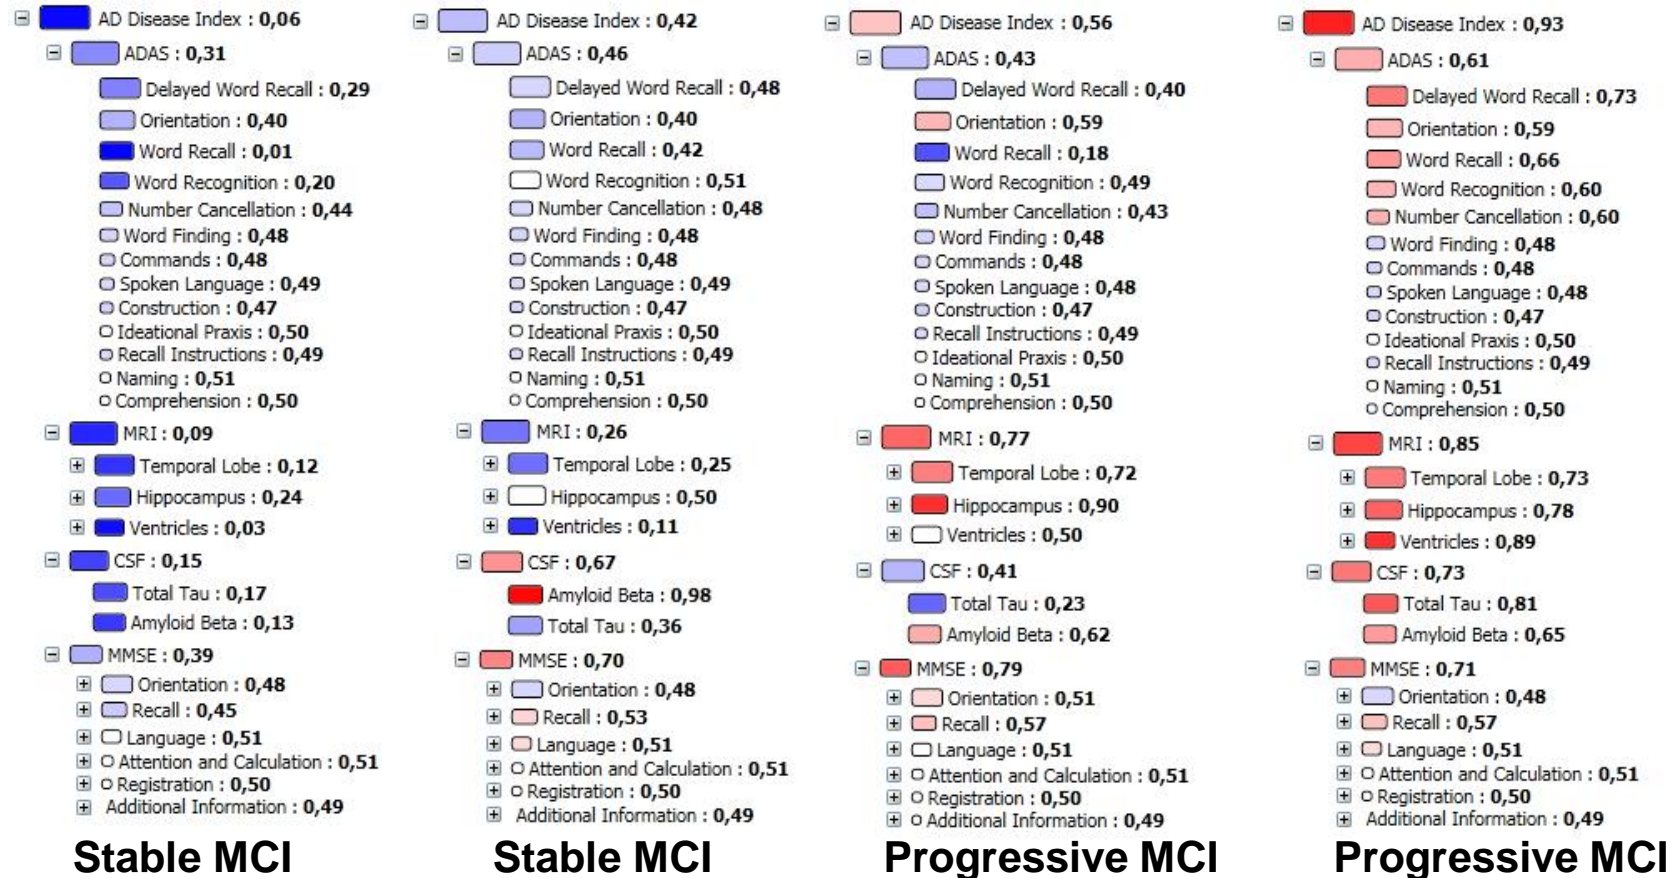 AD Disease Index : 0,06
ADAS : 0,31
Delayed Word Recall : 0,29
Orientation : 0,40
Word Recall : 0,01
Word Recognition : 0,20
Number Cancellation : 0,44
Word Finding : 0,48
Commands : 0,48
Spoken Language : 0,49
Construction : 0,47
Ideational Praxis : 0,50
Recall Instructions : 0,49
Naming : 0,51
Comprehension : 0,50
MRI : 0,09
Temporal Lobe : 0,12
Hippocampus : 0,24
Ventricles : 0,03
CSF : 0,15
Total Tau : 0,17
Amyloid Beta : 0,13
MMSE : 0,39
Orientation : 0,48
Recall : 0,45
Language : 0,51
Attention and Calculation : 0,51
Registration : 0,50
Additional Information : 0,49
Stable MCI
AD Disease Index : 0,42
ADAS : 0,46
Delayed Word Recall : 0,48
Orientation : 0,40
Word Recall : 0,42
Word Recognition : 0,51
Number Cancellation : 0,48
Word Finding : 0,48
Commands : 0,48
Spoken Language : 0,49
Construction : 0,47
Ideational Praxis : 0,50
Recall Instructions : 0,49
Naming : 0,51
Comprehension : 0,50
MRI : 0,26
Temporal Lobe : 0,25
Hippocampus : 0,50
Ventricles : 0,11
CSF : 0,67
Amyloid Beta : 0,98
Total Tau : 0,36
MMSE : 0,70
Orientation : 0,48
Recall : 0,53
Language : 0,51
Attention and Calculation : 0,51
Registration : 0,50
Additional Information : 0,49
Stable MCI
AD Disease Index : 0,56
ADAS : 0,43
Delayed Word Recall : 0,40
Orientation : 0,59
Word Recall : 0,18
Word Recognition : 0,49
Number Cancellation : 0,43
Word Finding : 0,48
Commands : 0,48
Spoken Language : 0,48
Construction : 0,47
Recall Instructions : 0,49
Ideational Praxis : 0,50
Naming : 0,51
Comprehension : 0,50
MRI : 0,77
Temporal Lobe : 0,72
Hippocampus : 0,90
Ventricles : 0,50
CSF : 0,41
Total Tau : 0,23
Amyloid Beta : 0,62
MMSE : 0,79
Orientation : 0,51
Recall : 0,57
Language : 0,51
Attention and Calculation : 0,51
Registration : 0,50
Additional Information : 0,49
Progressive MCI
AD Disease Index : 0,93
ADAS : 0,61
Delayed Word Recall : 0,73
Orientation : 0,59
Word Recall : 0,66
Word Recognition : 0,60
Number Cancellation : 0,60
Word Finding : 0,48
Commands : 0,48
Spoken Language : 0,48
Construction : 0,47
Ideational Praxis : 0,50
Recall Instructions : 0,49
Naming : 0,51
Comprehension : 0,50
MRI : 0,85
Temporal Lobe : 0,73
Hippocampus : 0,78
Ventricles : 0,89
CSF : 0,73
Total Tau : 0,81
Amyloid Beta : 0,65
MMSE : 0,71
Orientation : 0,48
Recall : 0,57
Language : 0,51
Attention and Calculation : 0,51
Registration : 0,50
Additional Information : 0,49
Progressive MCI